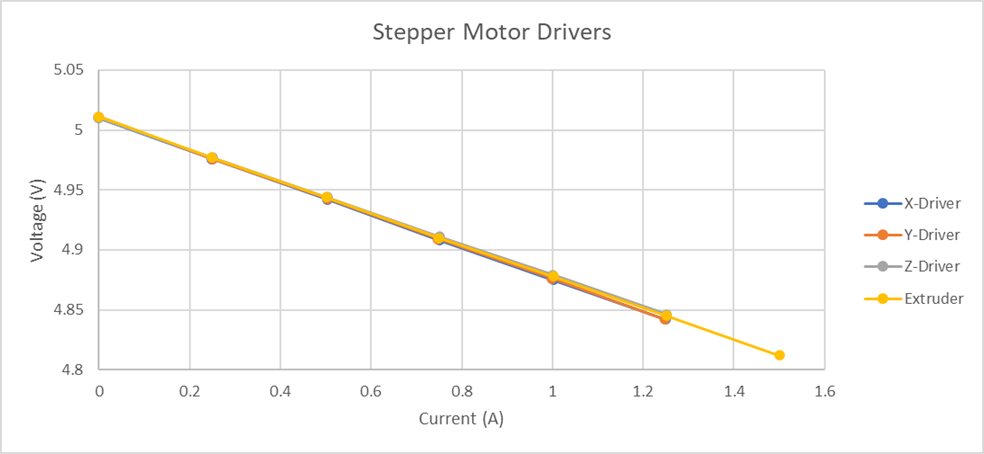 Stepper Motor Drivers
5.05
5
4.95
4.9
4.85
4.8
Voltage (V)
0 0.2 0.4 0.6 0.8 1 1.2 1.4 1.6
Current (A)
X-Driver
Y-Driver
Z-Driver
Extruder